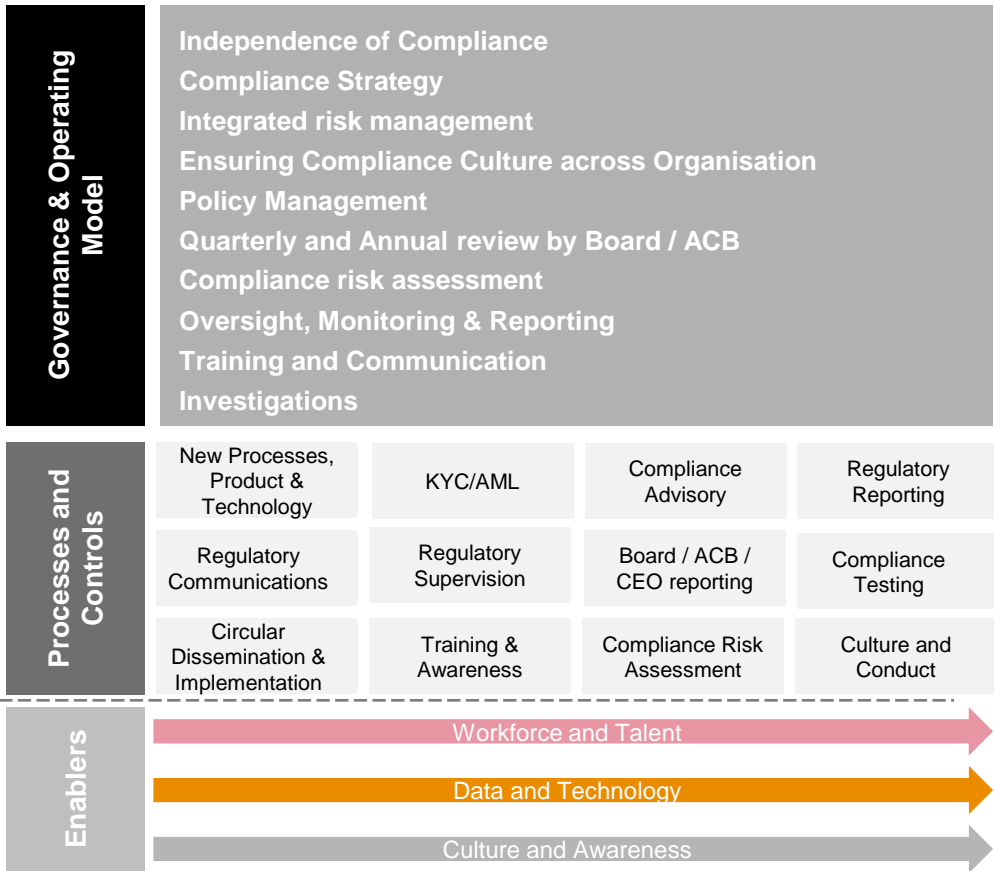 Governance & Operating
Model
Independence of Compliance
Compliance Strategy
Integrated risk management
Ensuring Compliance Culture across Organisation
Policy Management
Quarterly and Annual review by Board / ACB
Compliance risk assessment
Oversight, Monitoring & Reporting
Training and Communication
Investigations
Processes and
Controls
New Processes,
Product &
Technology
KYC/AML
Compliance
Advisory
Regulatory
Reporting
Regulatory
Communications
Regulatory
Supervision
Board / ACB /
CEO reporting
Compliance
Testing
Circular
Dissemination &
Implementation
Training &
Awareness
Compliance Risk
Assessment
Culture and
Conduct
Enablers
Workforce and Talent
Data and Technology
Culture and Awareness